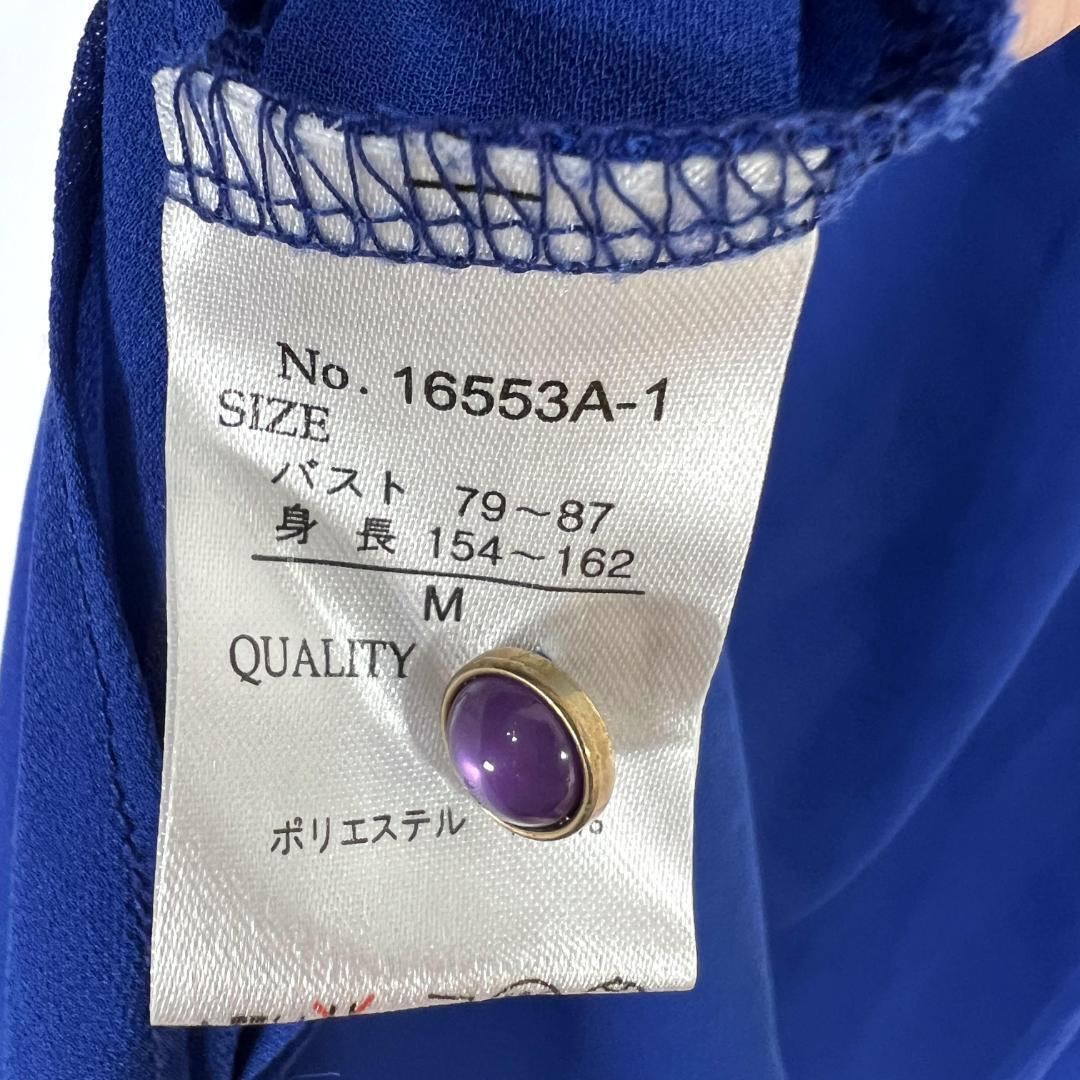 No. 16553A-1
SIZE
バスト 79～87
身 長 154～162
M
QUALITY
ポリエステル